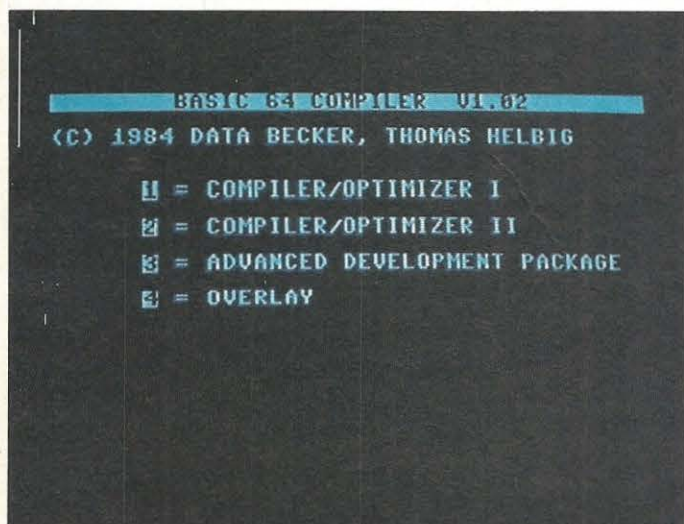 BASIC 64 COMPILER V1.02
(C) 1984 DATA BECKER, THOMAS HELBIG
1 = COMPILER/OPTIMIZER I
2 = COMPILER/OPTIMIZER II
3 = ADVANCED DEVELOPMENT PACKAGE
4 = OVERLAY